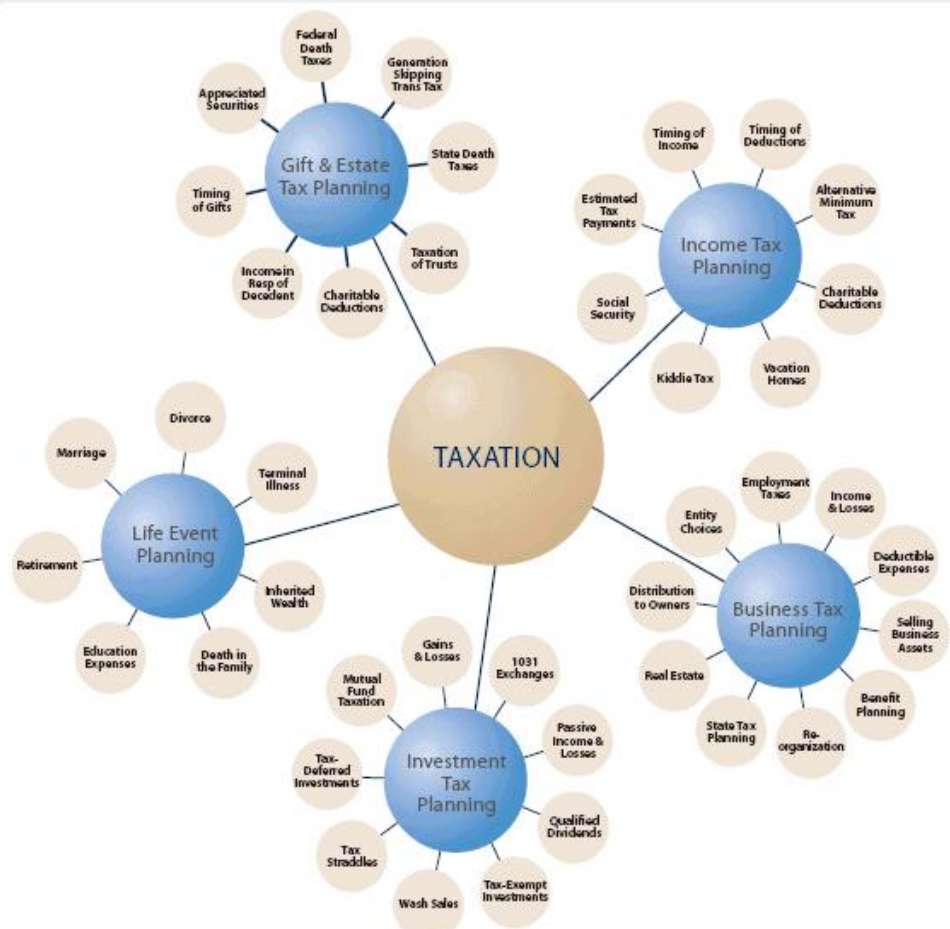 Federal
Death
Taxes
Generation
Skipping
Trans Tax
Appreciated
Securities
State Death
Taxes
Gift & Estate
Tax Planning
Timing
of Gifts
Taxation
of Trusts
Income in
Resp of
Decedent
Charitable
Deductions
Timing of
Income
Timing of
Deductions
Estimated
Tax
Payments
Alternative
Minimum
Tax
Income Tax
Planning
Social
Security
Charitable
Deductions
Kiddie Tax
Vacation
Homes
TAXATION
Divorce
Marriage
Terminal
Illness
Life Event
Planning
Retirement
Inherited
Wealth
Education
Expenses
Death in
the Family
Employment
Taxes
Income
& Losses
Entity
Choices
Deductible
Expenses
Distribution
to Owners
Business Tax
Planning
Selling
Business
Assets
Real Estate
Benefit
Planning
State Tax
Planning
Re-
organization
Gains
& Losses
1031
Exchanges
Mutual
Fund
Taxation
Passive
Income &
Losses
Tax-
Deferred
Investments
Investment
Tax
Planning
Qualified
Dividends
Tax
Straddles
Wash Sales
Tax-Exempt
Investments